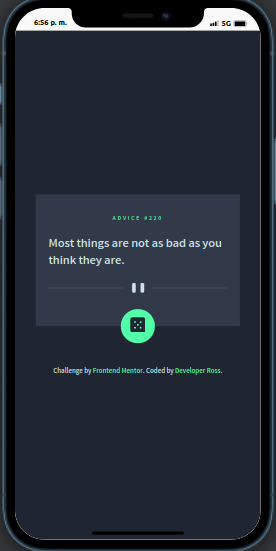 6:56 p. m.
5G
ADVICE #220
Most things are not as bad as you
think they are.
Challenge by Frontend Mentor. Coded by Developer Ross.